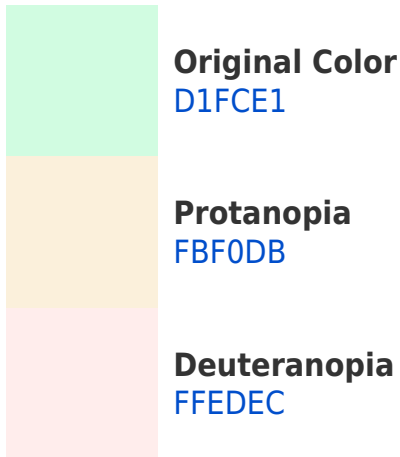 Original Color
D1FCE1
Protanopia
FBF0DB
Deuteranopia
FFEDEC